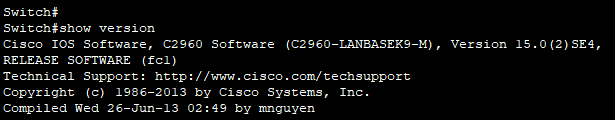 Switch#
Switch#show version
Cisco IOS Software, C2960 Software (C2960-LANBASEK9-M), Version 15.0(2)SE4,
RELEASE SOFTWARE (fc1)
Technical Support: http://www.cisco.com/techsupport
Copyright (c) 1986-2013 by Cisco Systems, Inc.
Compiled Wed 26-Jun-13 02:49 by mnguyen